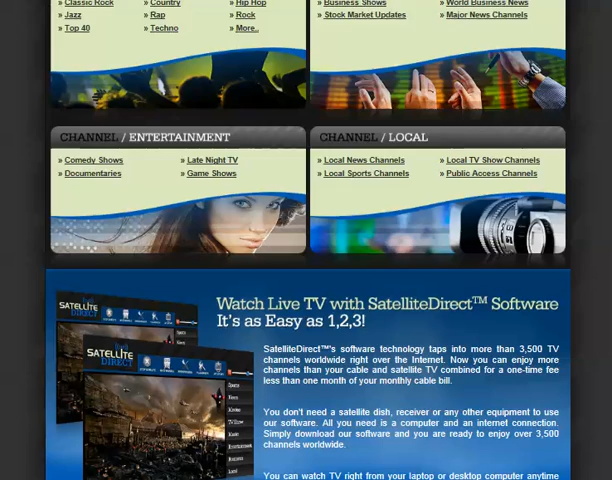 » Classic Rock » Country » Hip Hop
» Jazz » Rap » Rock
» Top 40 » Techno » More..
» Business Shows » World Business News
» Stock Market Updates » Major News Channels
CHANNEL / ENTERTAINMENT
» Comedy Shows » Late Night TV
» Documentaries » Game Shows
CHANNEL / LOCAL
» Local News Channels » Local TV Show Channels
» Local Sports Channels » Public Access Channels
SATELLITE
DIRECT
SATELLITE
DIRECT
Watch Live TV with SatelliteDirect™ Software
It's as Easy as 1,2,3!
SatelliteDirect™'s software technology taps into more than 3,500 TV
channels worldwide right over the Internet. Now you can enjoy more
channels than your cable and satellite TV combined for a one-time fee
less than one month of your monthly cable bill.
You don't need a satellite dish, receiver or any other equipment to use
our software. All you need is a computer and an internet connection.
Simply download our software and you are ready to enjoy over 3,500
channels worldwide.
You can watch TV right from your laptop or desktop computer anytime